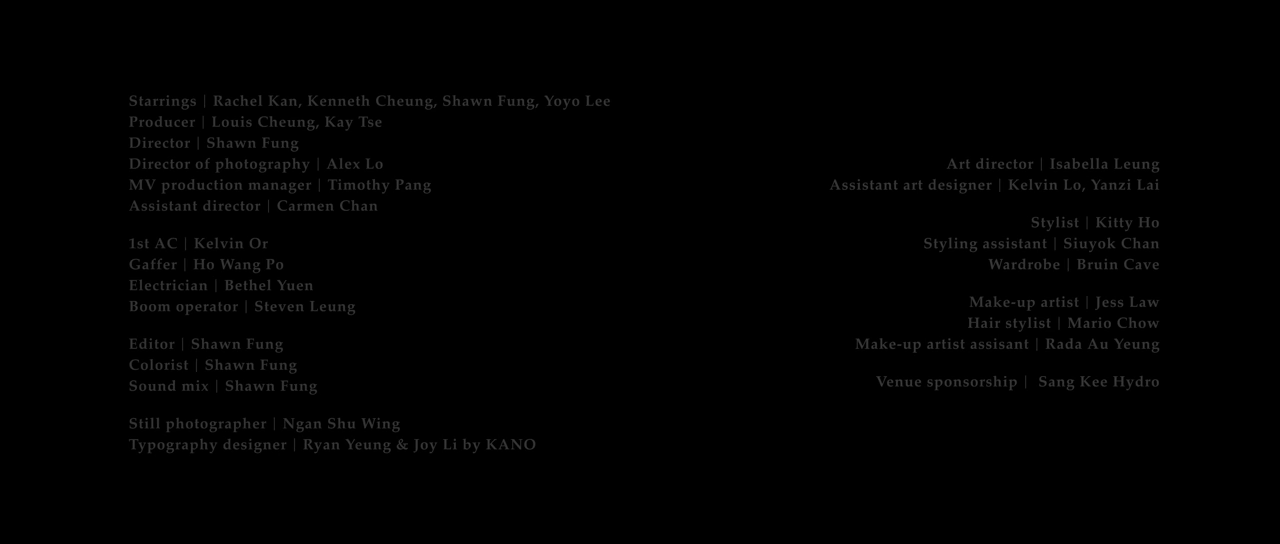 Starrings | Rachel Kan, Kenneth Cheung, Shawn Fung, Yoyo Lee
Producer | Louis Cheung, Kay Tse
Director | Shawn Fung
Director of photography | Alex Lo
MV production manager | Timothy Pang
Assistant director | Carmen Chan
1st AC | Kelvin Or
Gaffer | Ho Wang Po
Electrician | Bethel Yuen
Boom operator | Steven Leung
Editor | Shawn Fung
Colorist | Shawn Fung
Sound mix | Shawn Fung
Still photographer | Ngan Shu Wing
Typography designer | Ryan Yeung & Joy Li by KANO
Art director | Isabella Leung
Assistant art designer | Kelvin Lo, Yanzi Lai
Stylist | Kitty Ho
Styling assistant | Siuyok Chan
Wardrobe | Bruin Cave
Make-up artist | Jess Law
Hair stylist | Mario Chow
Make-up artist assisant | Rada Au Yeung
Venue sponsorship | Sang Kee Hydro